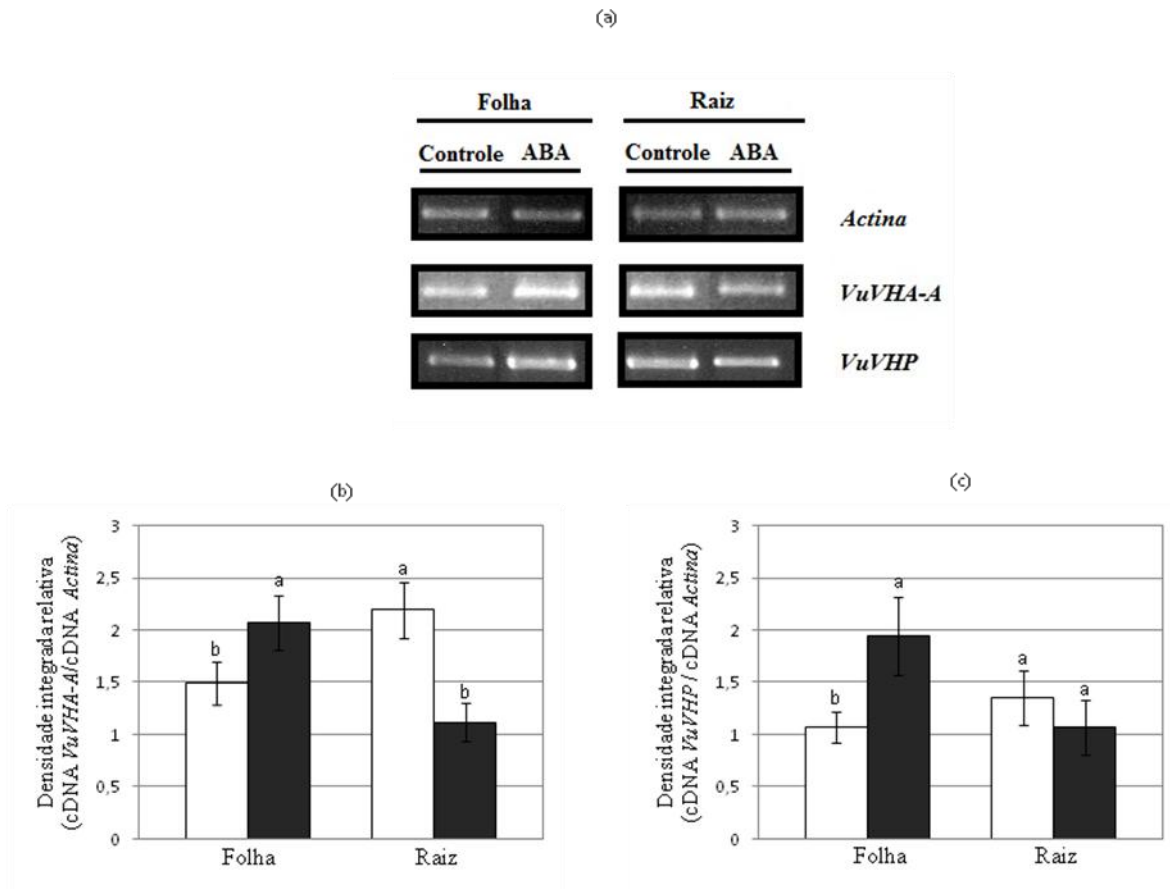 (a)
Folha Raiz
Controle ABA Controle ABA
Actina
VuVHA-A
VuVHP
(b)
Densidade integrada relativa
(cDNA VuVHA-A/cDNA Actina)
3
2,5
2
1,5
1
0,5
0
b
a
a
b
Folha Raiz
(c)
Densidade integrada relativa
(cDNA VuVHP / cDNA Actina)
3
2,5
2
1,5
1
0,5
0
b
a
a
a
Folha Raiz